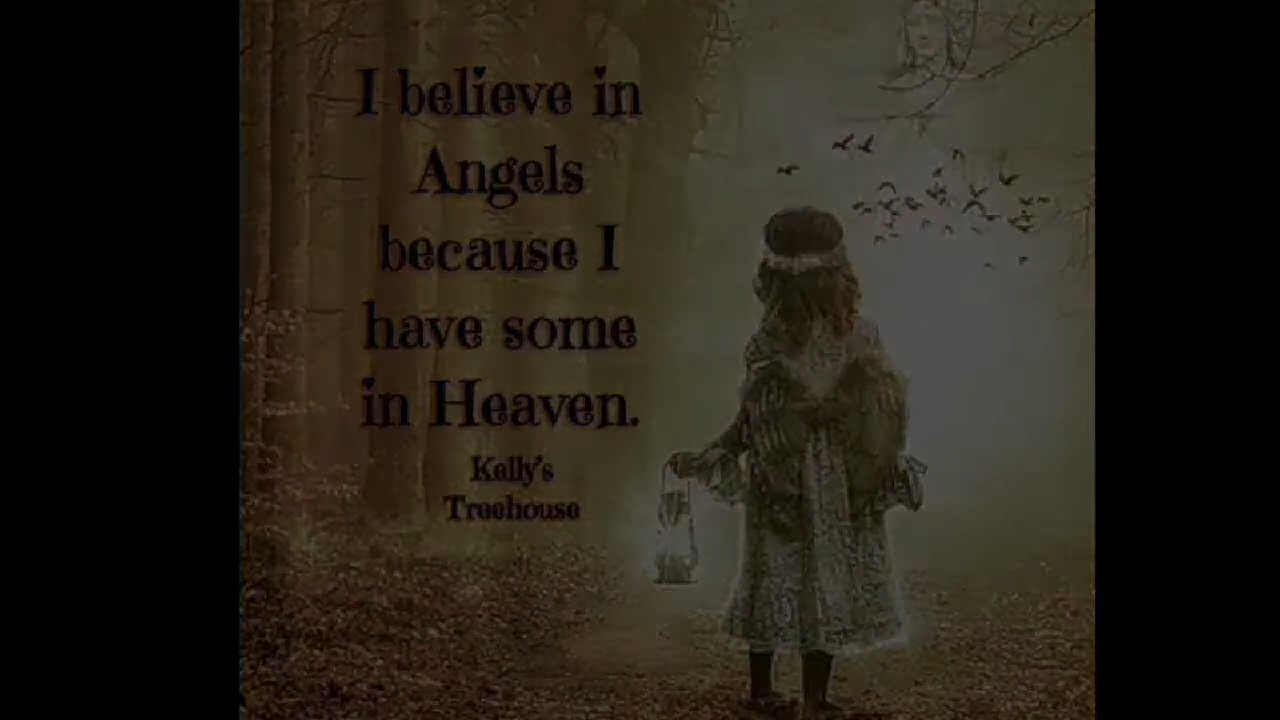 I believe in
Angels
because I
have some
in Heaven.
Kelly's
Treehouse